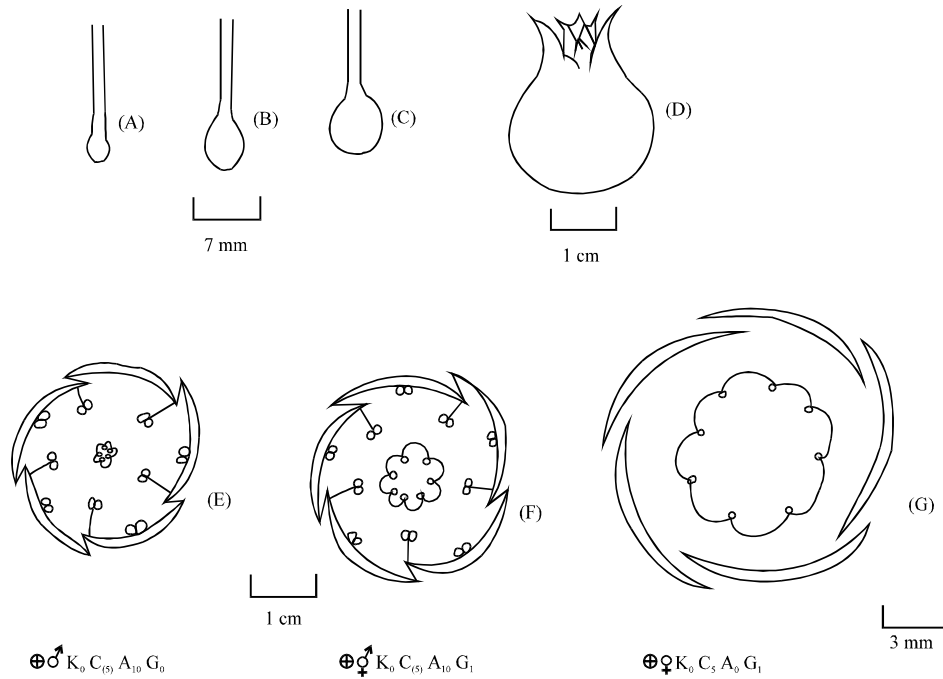 (A)
(B)
(C)
(D)
7 mm
1 cm
(E)
(F)
(G)
1 cm
3 mm
⊕♂ K₀ C₍₅₎ A₁₀ G₀
⊕⚥ K₀ C₍₅₎ A₁₀ G₁
⊕♀ K₀ C₅ A₀ G₁